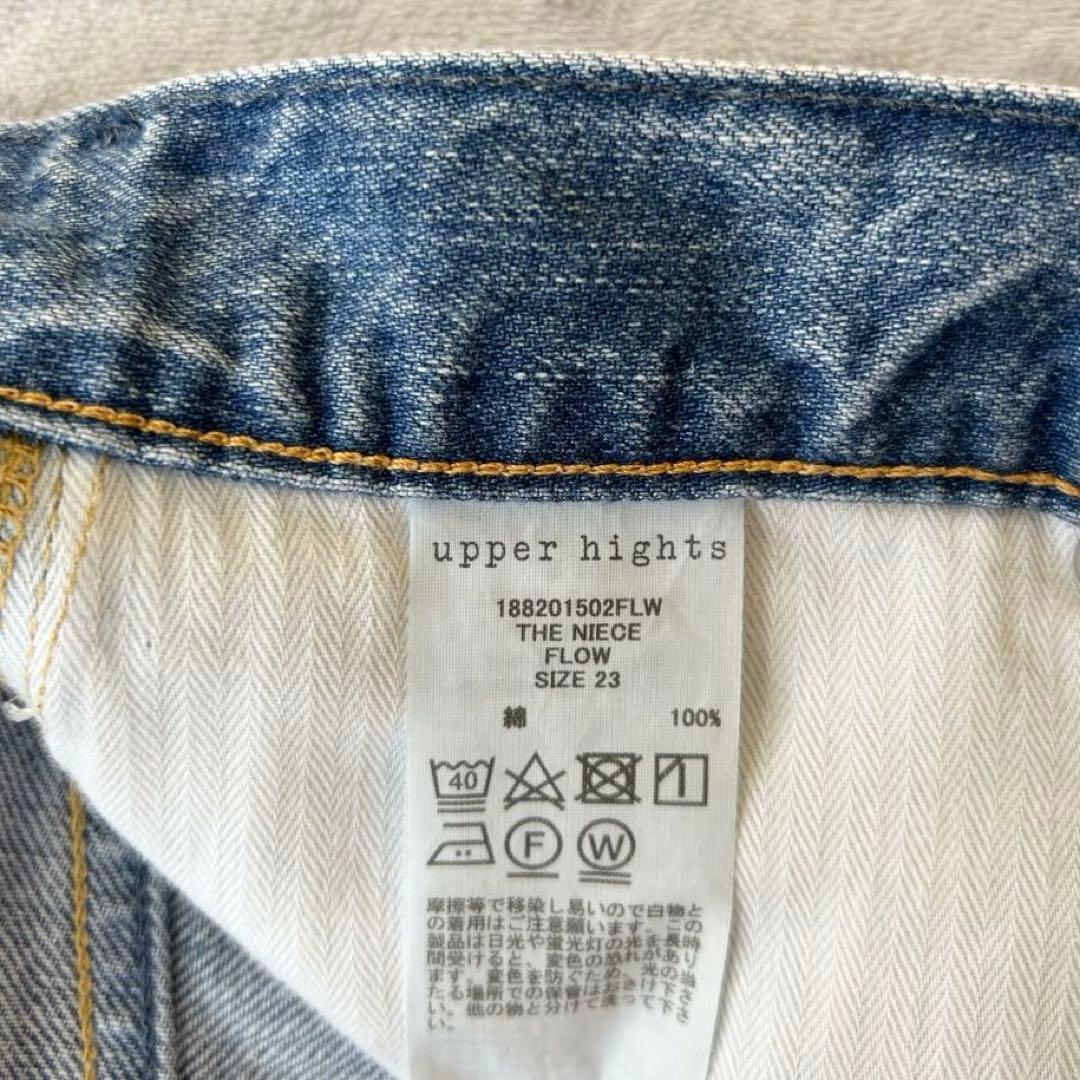 upper hights
188201502FLW
THE NIECE
FLOW
SIZE 23
綿 100%
40
F W
摩擦等で移染し易いので、白物と
の着用はご注意願います。この
製品は日光や蛍光灯の光を長時
間受けると、変色の恐れがあり
ます。変色を防ぐため、光の当
たる場所での保管はお避け下さ
い。他の物と分けて洗って下さ
い。